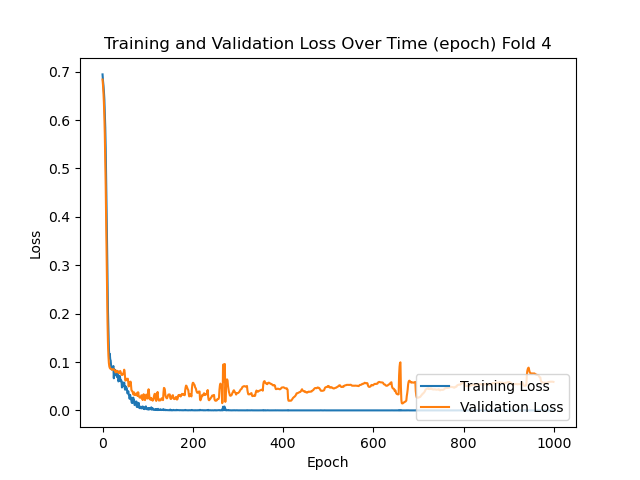 Training and Validation Loss Over Time (epoch) Fold 4
Loss
0.7
0.6
0.5
0.4
0.3
0.2
0.1
0.0
Training Loss
Validation Loss
0 200 400 600 800 1000
Epoch